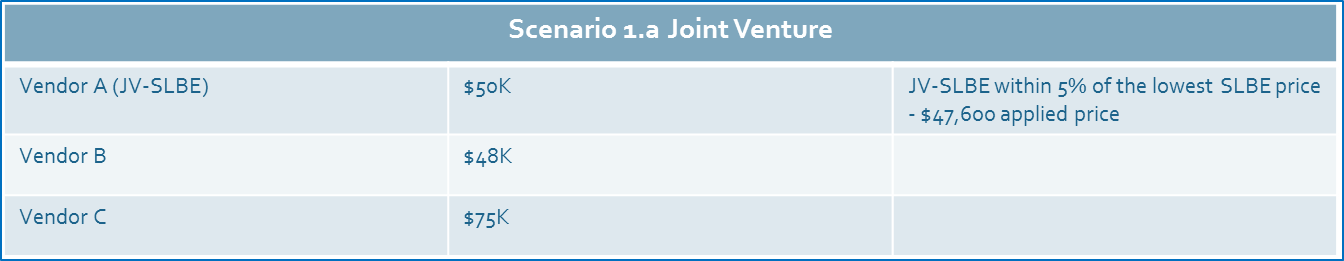 Scenario 1.a Joint Venture
Vendor A (JV-SLBE) $50K JV-SLBE within 5% of the lowest SLBE price
- $47,600 applied price
Vendor B $48K
Vendor C $75K